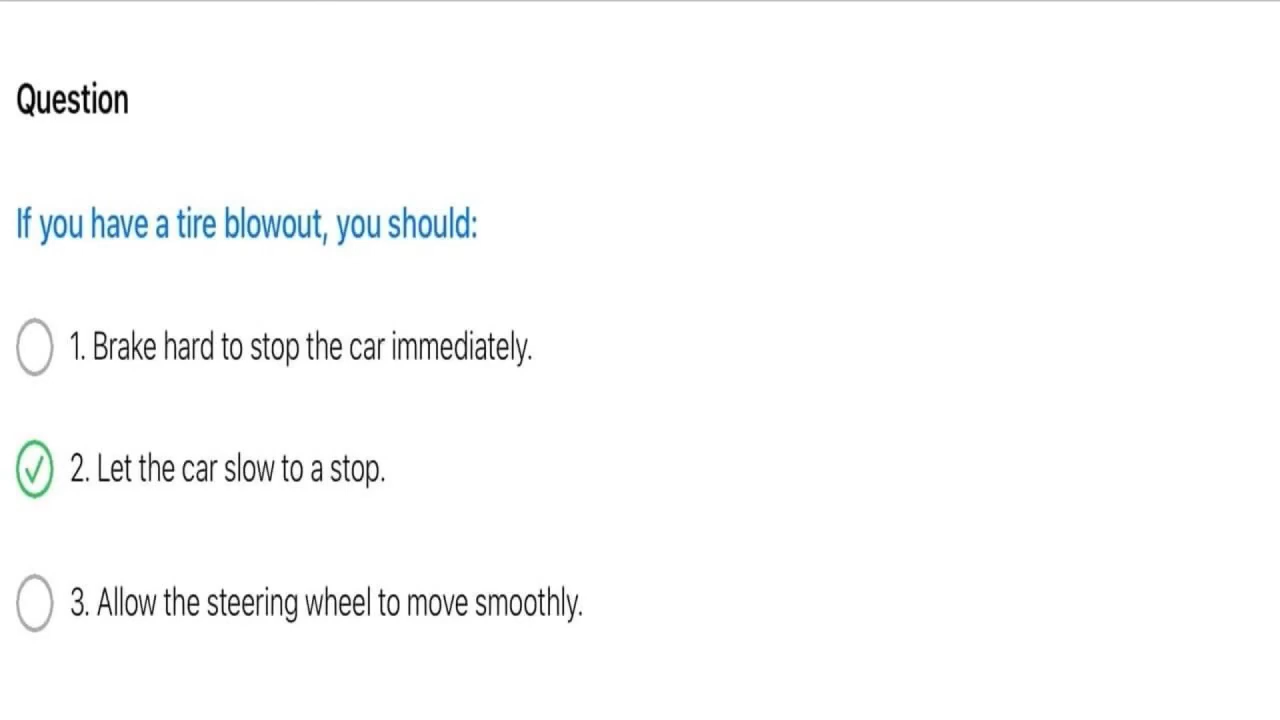 Question
If you have a tire blowout, you should:
1. Brake hard to stop the car immediately.
2. Let the car slow to a stop.
3. Allow the steering wheel to move smoothly.